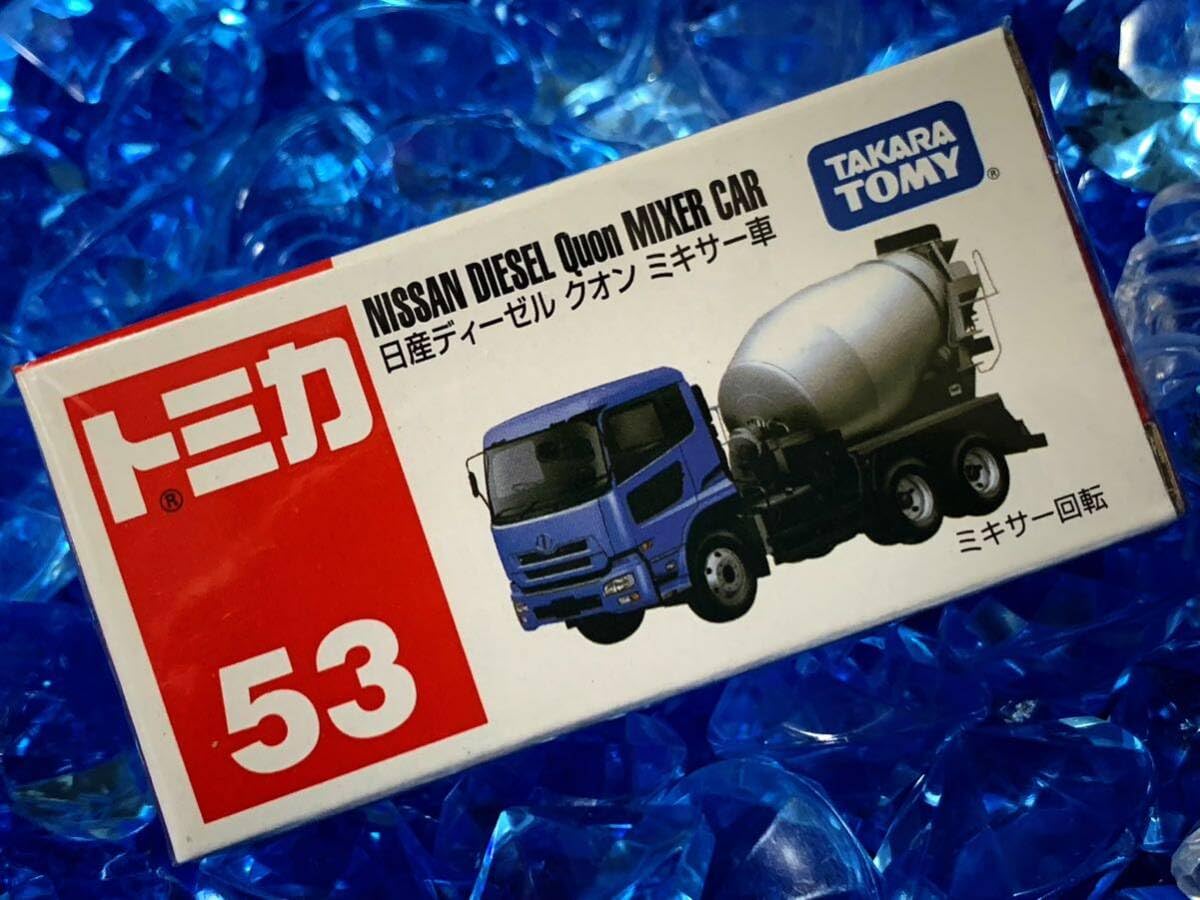 トミカ
®
53
NISSAN DIESEL Quon MIXER CAR
日産ディーゼル クオン ミキサー車
TAKARA
TOMY
®
ミキサー回転